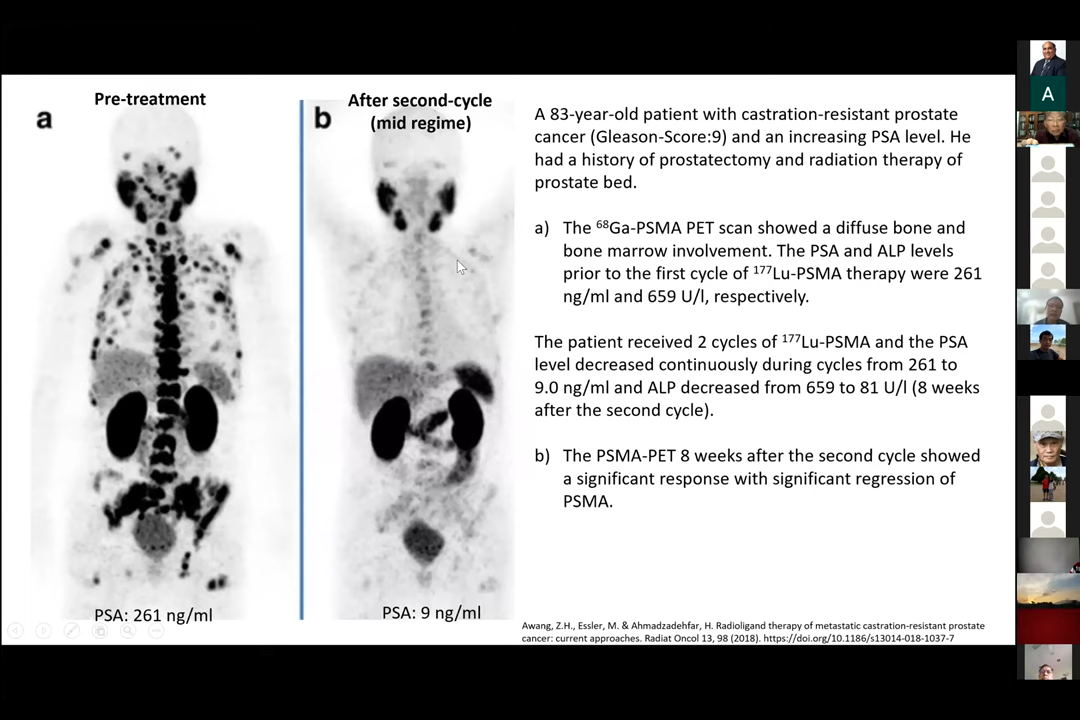 Pre-treatment
a
After second-cycle
(mid regime)
b
PSA: 261 ng/ml
PSA: 9 ng/ml
A 83-year-old patient with castration-resistant prostate
cancer (Gleason-Score:9) and an increasing PSA level. He
had a history of prostatectomy and radiation therapy of
prostate bed.
a) The ⁶⁸Ga-PSMA PET scan showed a diffuse bone and
bone marrow involvement. The PSA and ALP levels
prior to the first cycle of ¹⁷⁷Lu-PSMA therapy were 261
ng/ml and 659 U/l, respectively.
The patient received 2 cycles of ¹⁷⁷Lu-PSMA and the PSA
level decreased continuously during cycles from 261 to
9.0 ng/ml and ALP decreased from 659 to 81 U/l (8 weeks
after the second cycle).
b) The PSMA-PET 8 weeks after the second cycle showed
a significant response with significant regression of
PSMA.
Awang, Z.H., Essler, M. & Ahmadzadehfar, H. Radioligand therapy of metastatic castration-resistant prostate
cancer: current approaches. Radiat Oncol 13, 98 (2018). https://doi.org/10.1186/s13014-018-1037-7
A